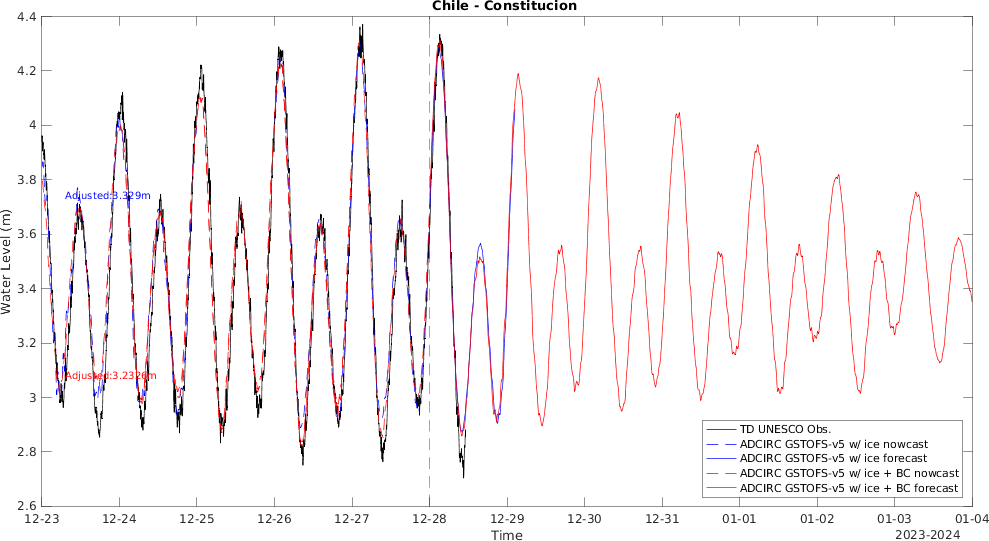 Chile - Constitucion
4.4
4.2
4
3.8
3.6
3.4
3.2
3
2.8
2.6
Water Level (m)
Adjusted:3.329m
Adjusted:3.2326m
TD UNESCO Obs.
ADCIRC GSTOFS-v5 w/ ice nowcast
ADCIRC GSTOFS-v5 w/ ice forecast
ADCIRC GSTOFS-v5 w/ ice + BC nowcast
ADCIRC GSTOFS-v5 w/ ice + BC forecast
12-23 12-24 12-25 12-26 12-27 12-28 12-29 12-30 12-31 01-01 01-02 01-03 01-04
Time
2023-2024